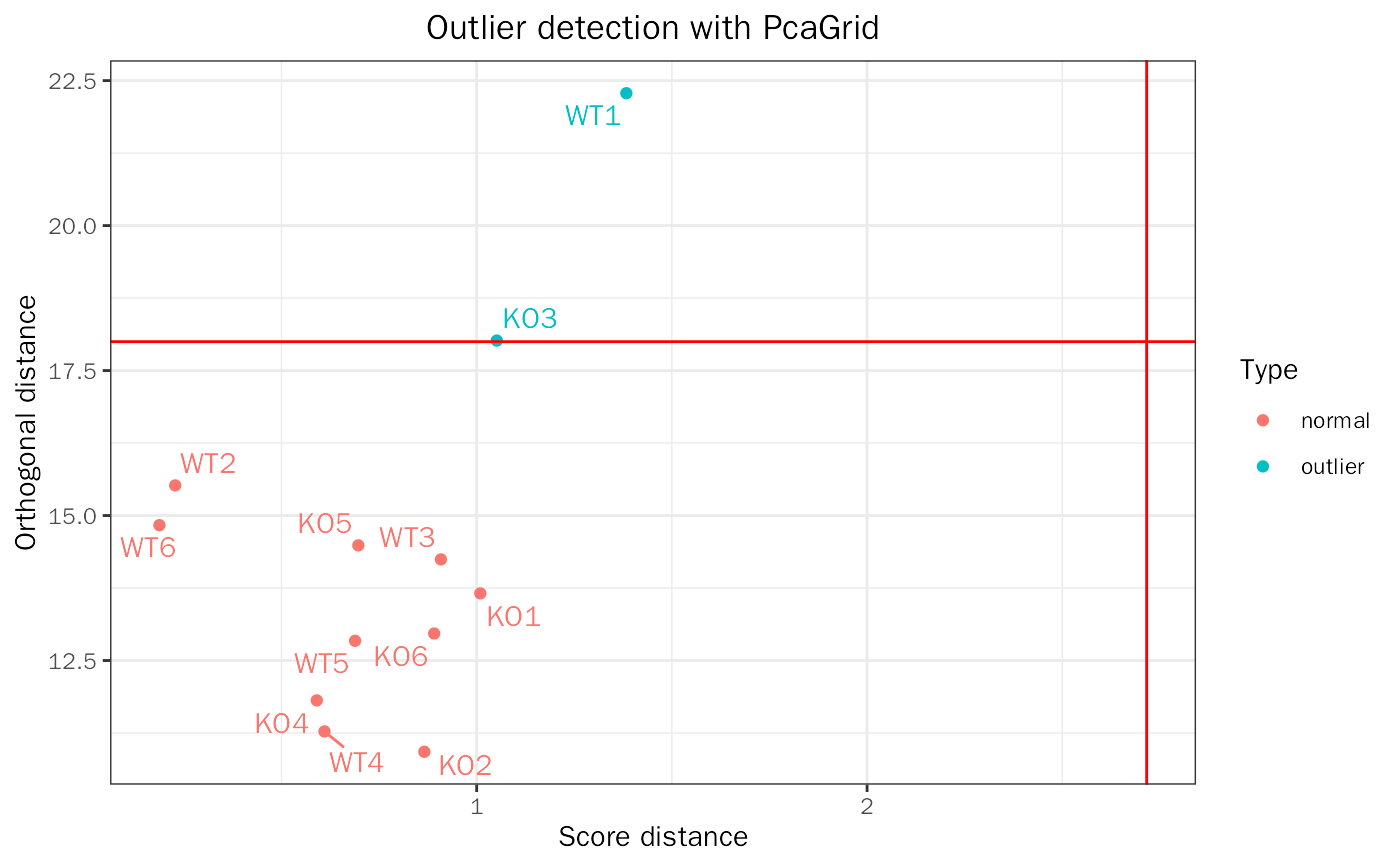 Outlier detection with PcaGrid
22.5
20.0
17.5
15.0
12.5
Orthogonal distance
WT1
KO3
WT2
WT6
KO5
WT3
KO1
KO6
WT5
KO4
WT4
KO2
1
2
Score distance
Type
normal
outlier